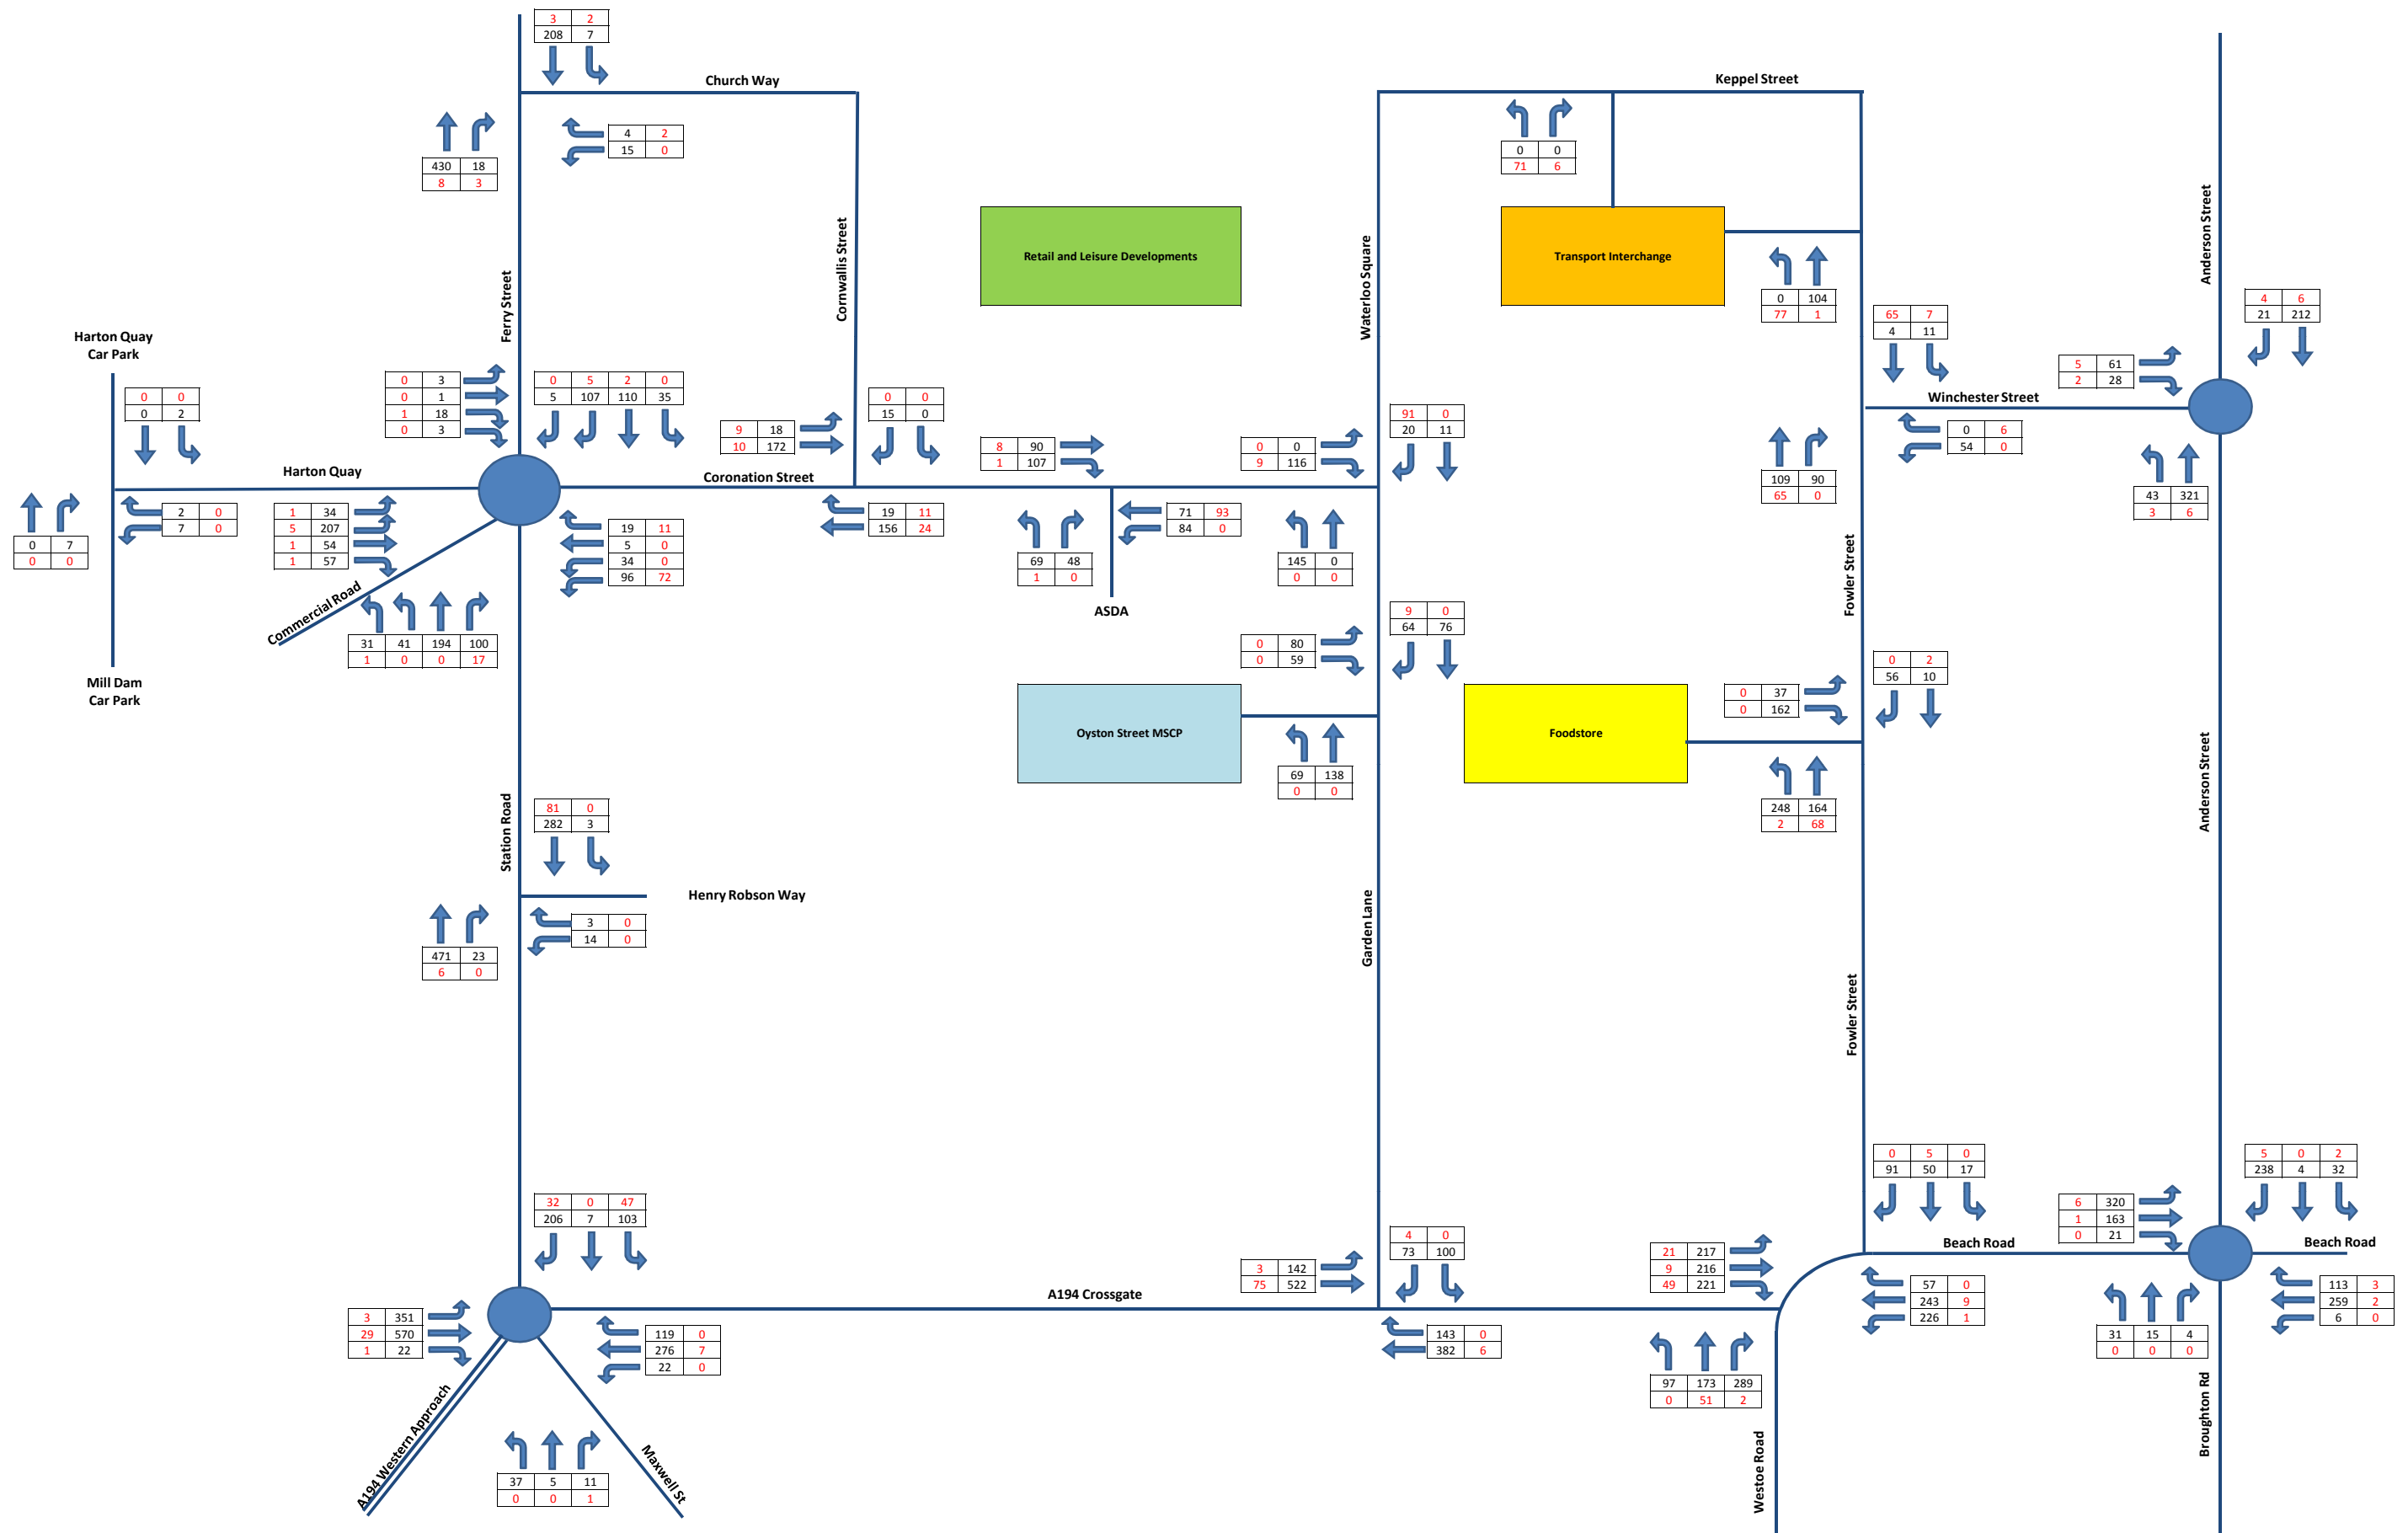 3 2
208 7
Church Way
Keppel Street
430 18
8 3
4 2
15 0
0 0
71 6
Ferry Street
Cornwallis Street
Retail and Leisure Developments
Waterloo Square
Transport Interchange
Anderson Street
0 104
77 1
65 7
4 11
4 6
21 212
5 61
2 28
Harton Quay
Car Park
0 0
0 2
0 3
0 1
1 18
0 3
0 5 2 0
5 107 110 35
9 18
10 172
0 0
15 0
8 90
1 107
0 0
9 116
91 0
20 11
Winchester Street
0 6
54 0
109 90
65 0
43 321
3 6
Harton Quay
Coronation Street
0 7
0 0
2 0
7 0
1 34
5 207
1 54
1 57
19 11
5 0
34 0
96 72
19 11
156 24
69 48
1 0
71 93
84 0
145 0
0 0
Fowler Street
Commercial Road
31 41 194 100
1 0 0 17
ASDA
0 80
0 59
9 0
64 76
Mill Dam
Car Park
Oyston Street MSCP
69 138
0 0
Foodstore
0 37
0 162
0 2
56 10
248 164
2 68
Station Road
81 0
282 3
Henry Robson Way
3 0
14 0
471 23
6 0
Garden Lane
Fowler Street
Anderson Street
32 0 47
206 7 103
4 0
73 100
3 142
75 522
21 217
9 216
49 221
0 5 0
91 50 17
6 320
1 163
0 21
5 0 2
238 4 32
Beach Road
Beach Road
A194 Crossgate
3 351
29 570
1 22
119 0
276 7
22 0
143 0
382 6
57 0
243 9
226 1
113 3
259 2
6 0
97 173 289
0 51 2
31 15 4
0 0 0
A194 Western Approach
37 5 11
0 0 1
Maxwell St
Westoe Road
Broughton Rd